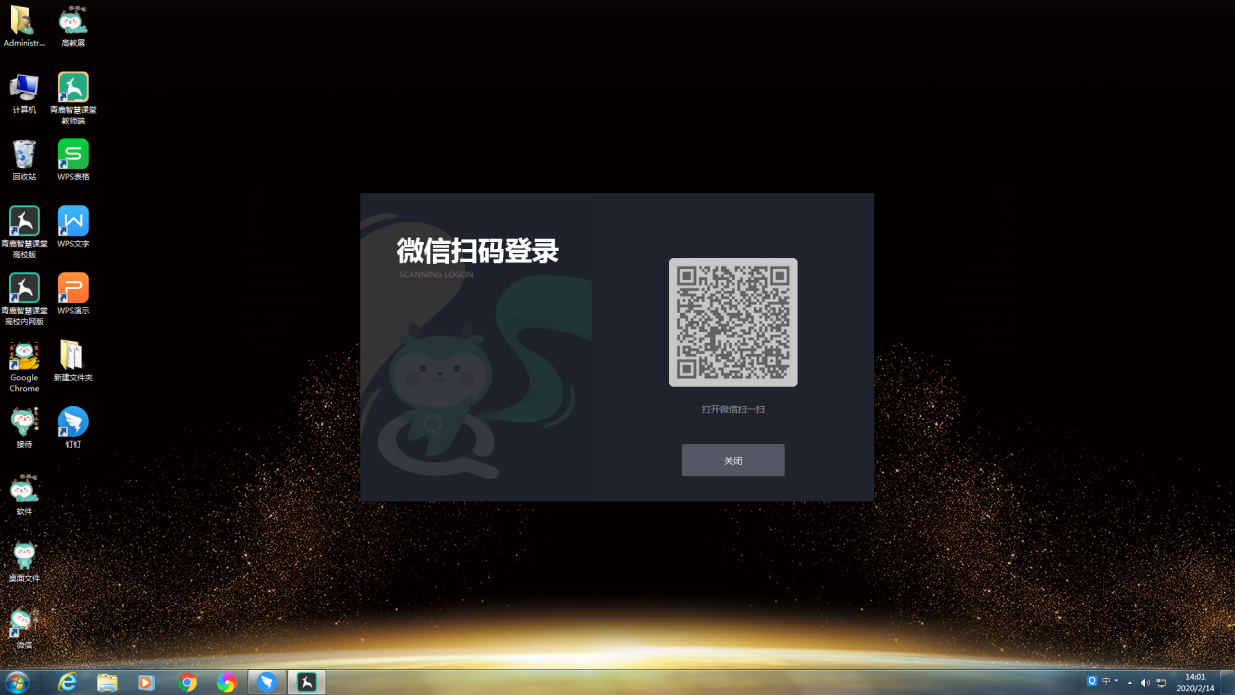 Administr...
高教展
计算机
青鹿智慧课堂
教师端
回收站
WPS表格
青鹿智慧课堂
高校版
WPS文字
青鹿智慧课堂
高校内网版
WPS演示
Google
Chrome
新建文件夹
接待
钉钉
软件
桌面文件
微信
微信扫码登录
SCANNING LOGON
打开微信扫一扫
关闭
中
14:01
2020/2/14